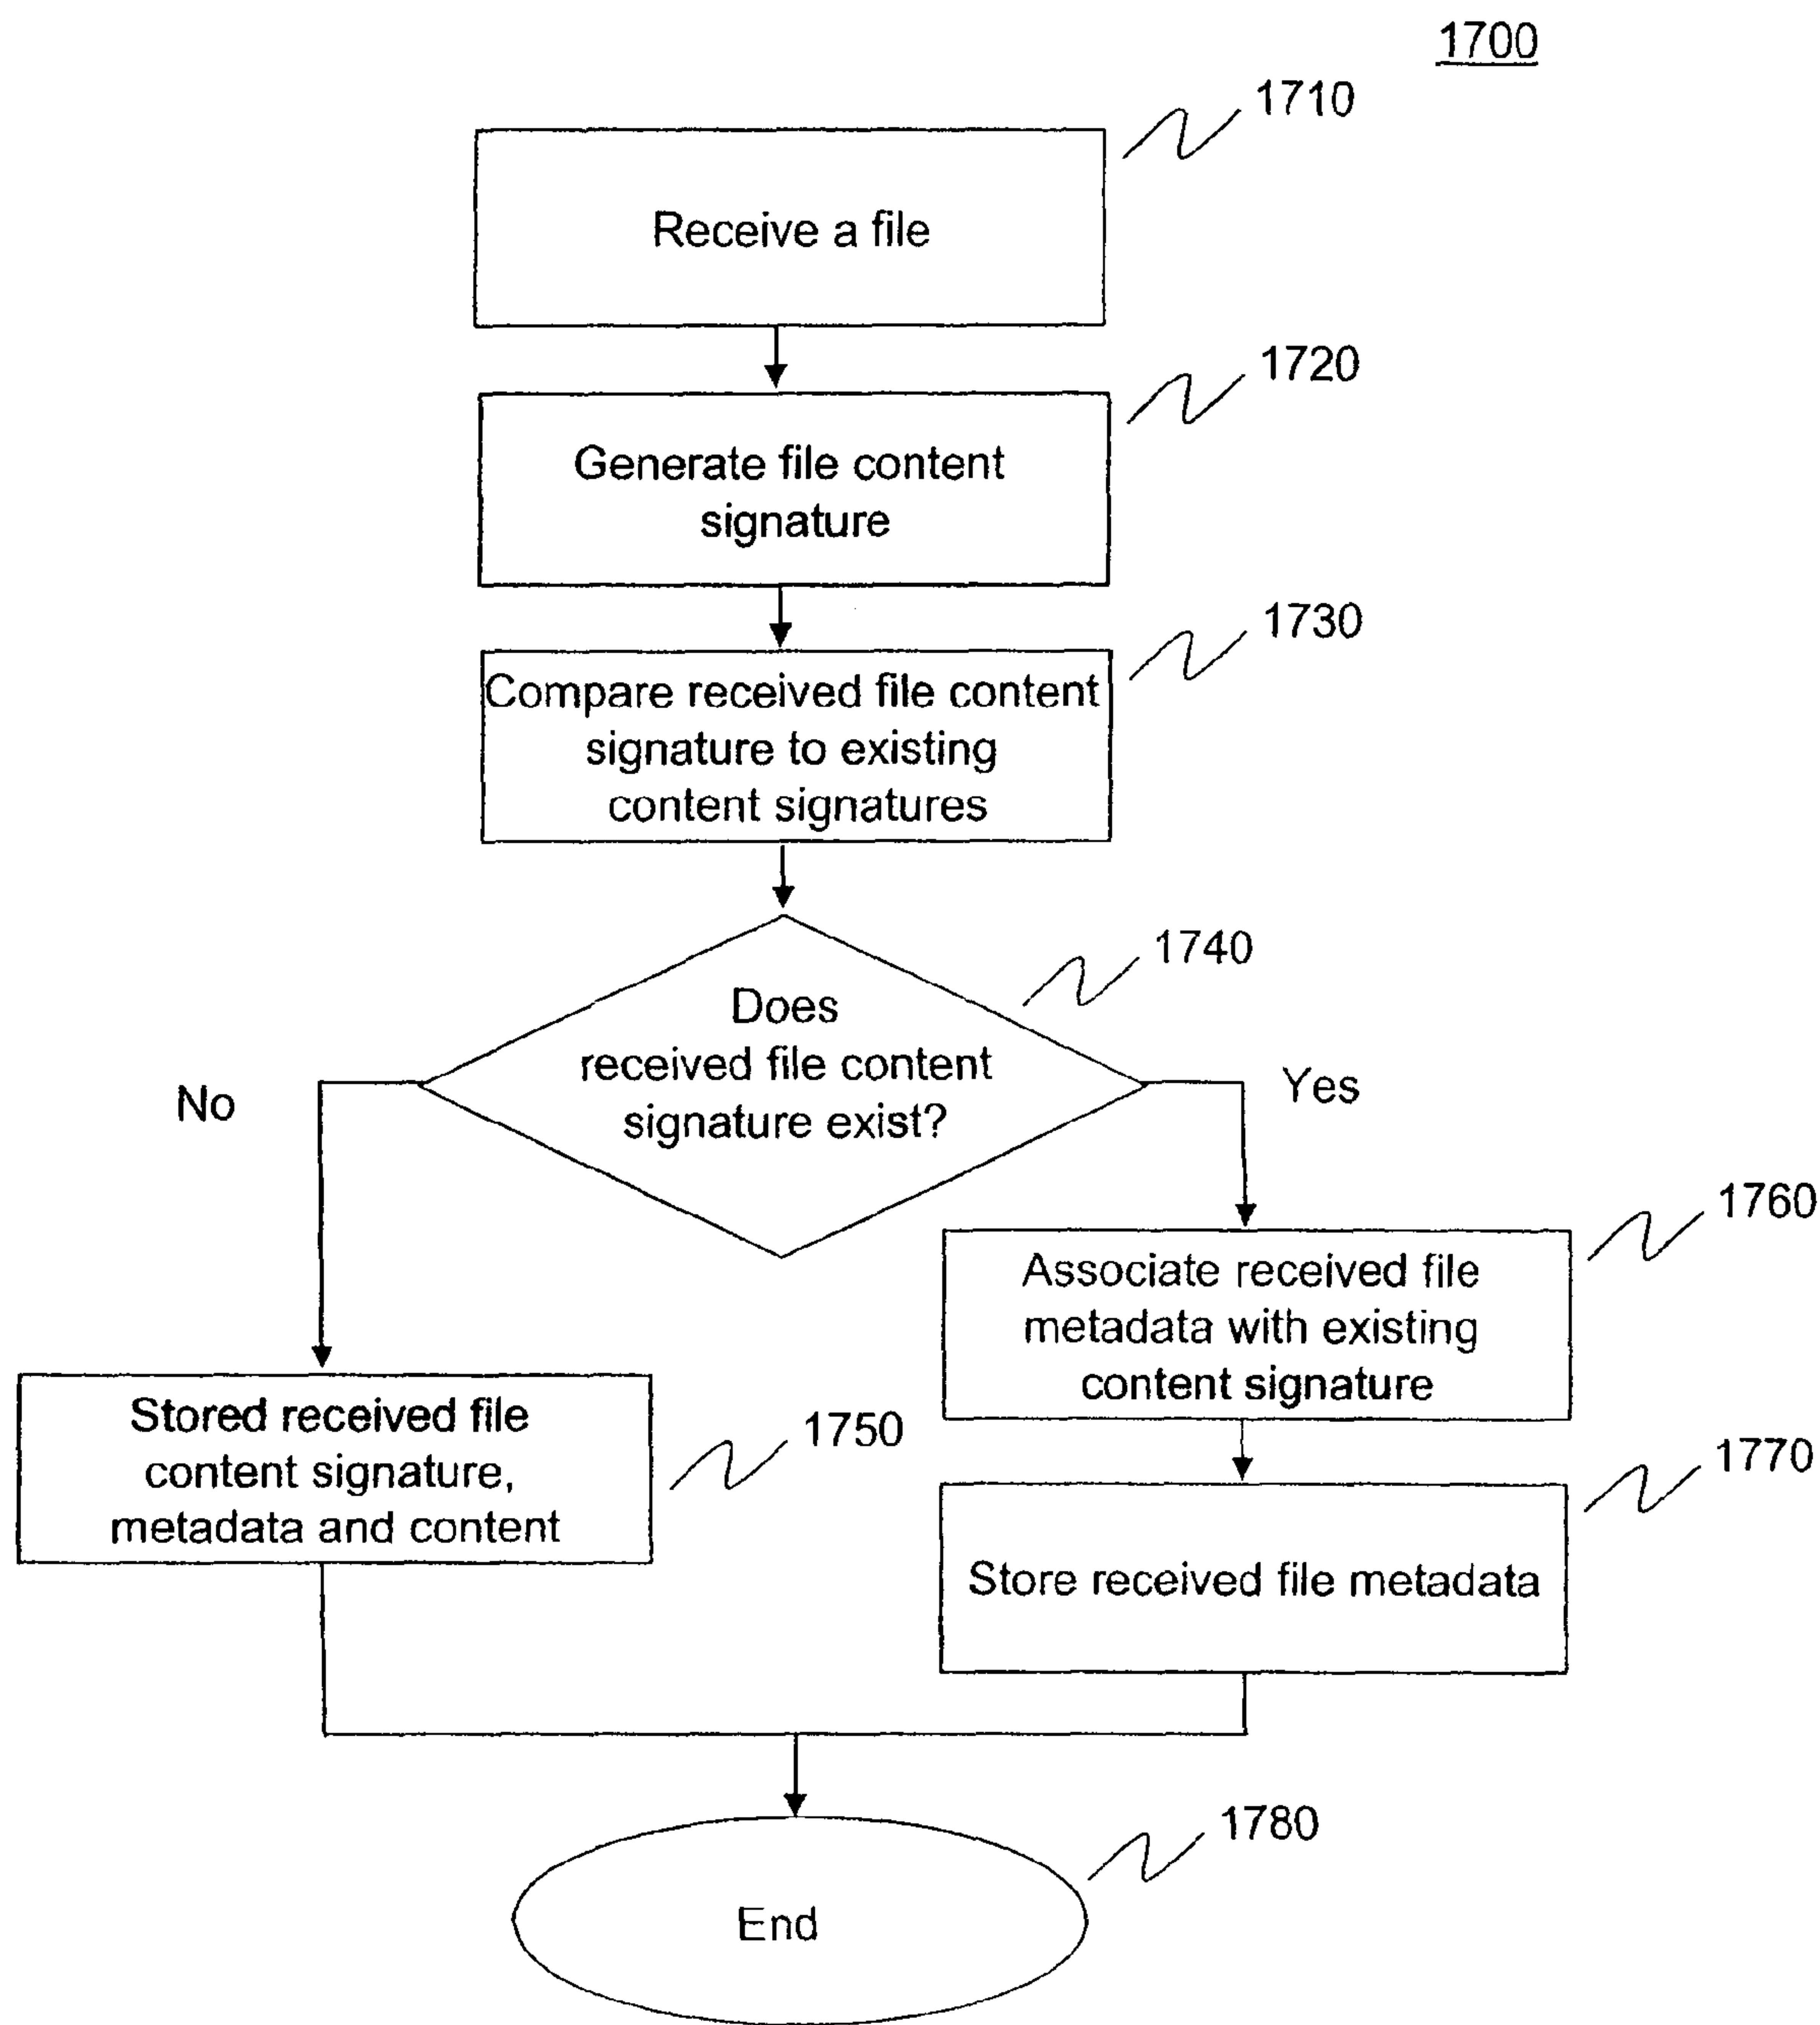 1700
1710
Receive a file
1720
Generate file content
signature
1730
Compare received file content
signature to existing
content signatures
1740
Does
received file content
signature exist?
No
Yes
1760
Associate received file
metadata with existing
content signature
1750
Stored received file
content signature,
metadata and content
1770
Store received file metadata
1780
End